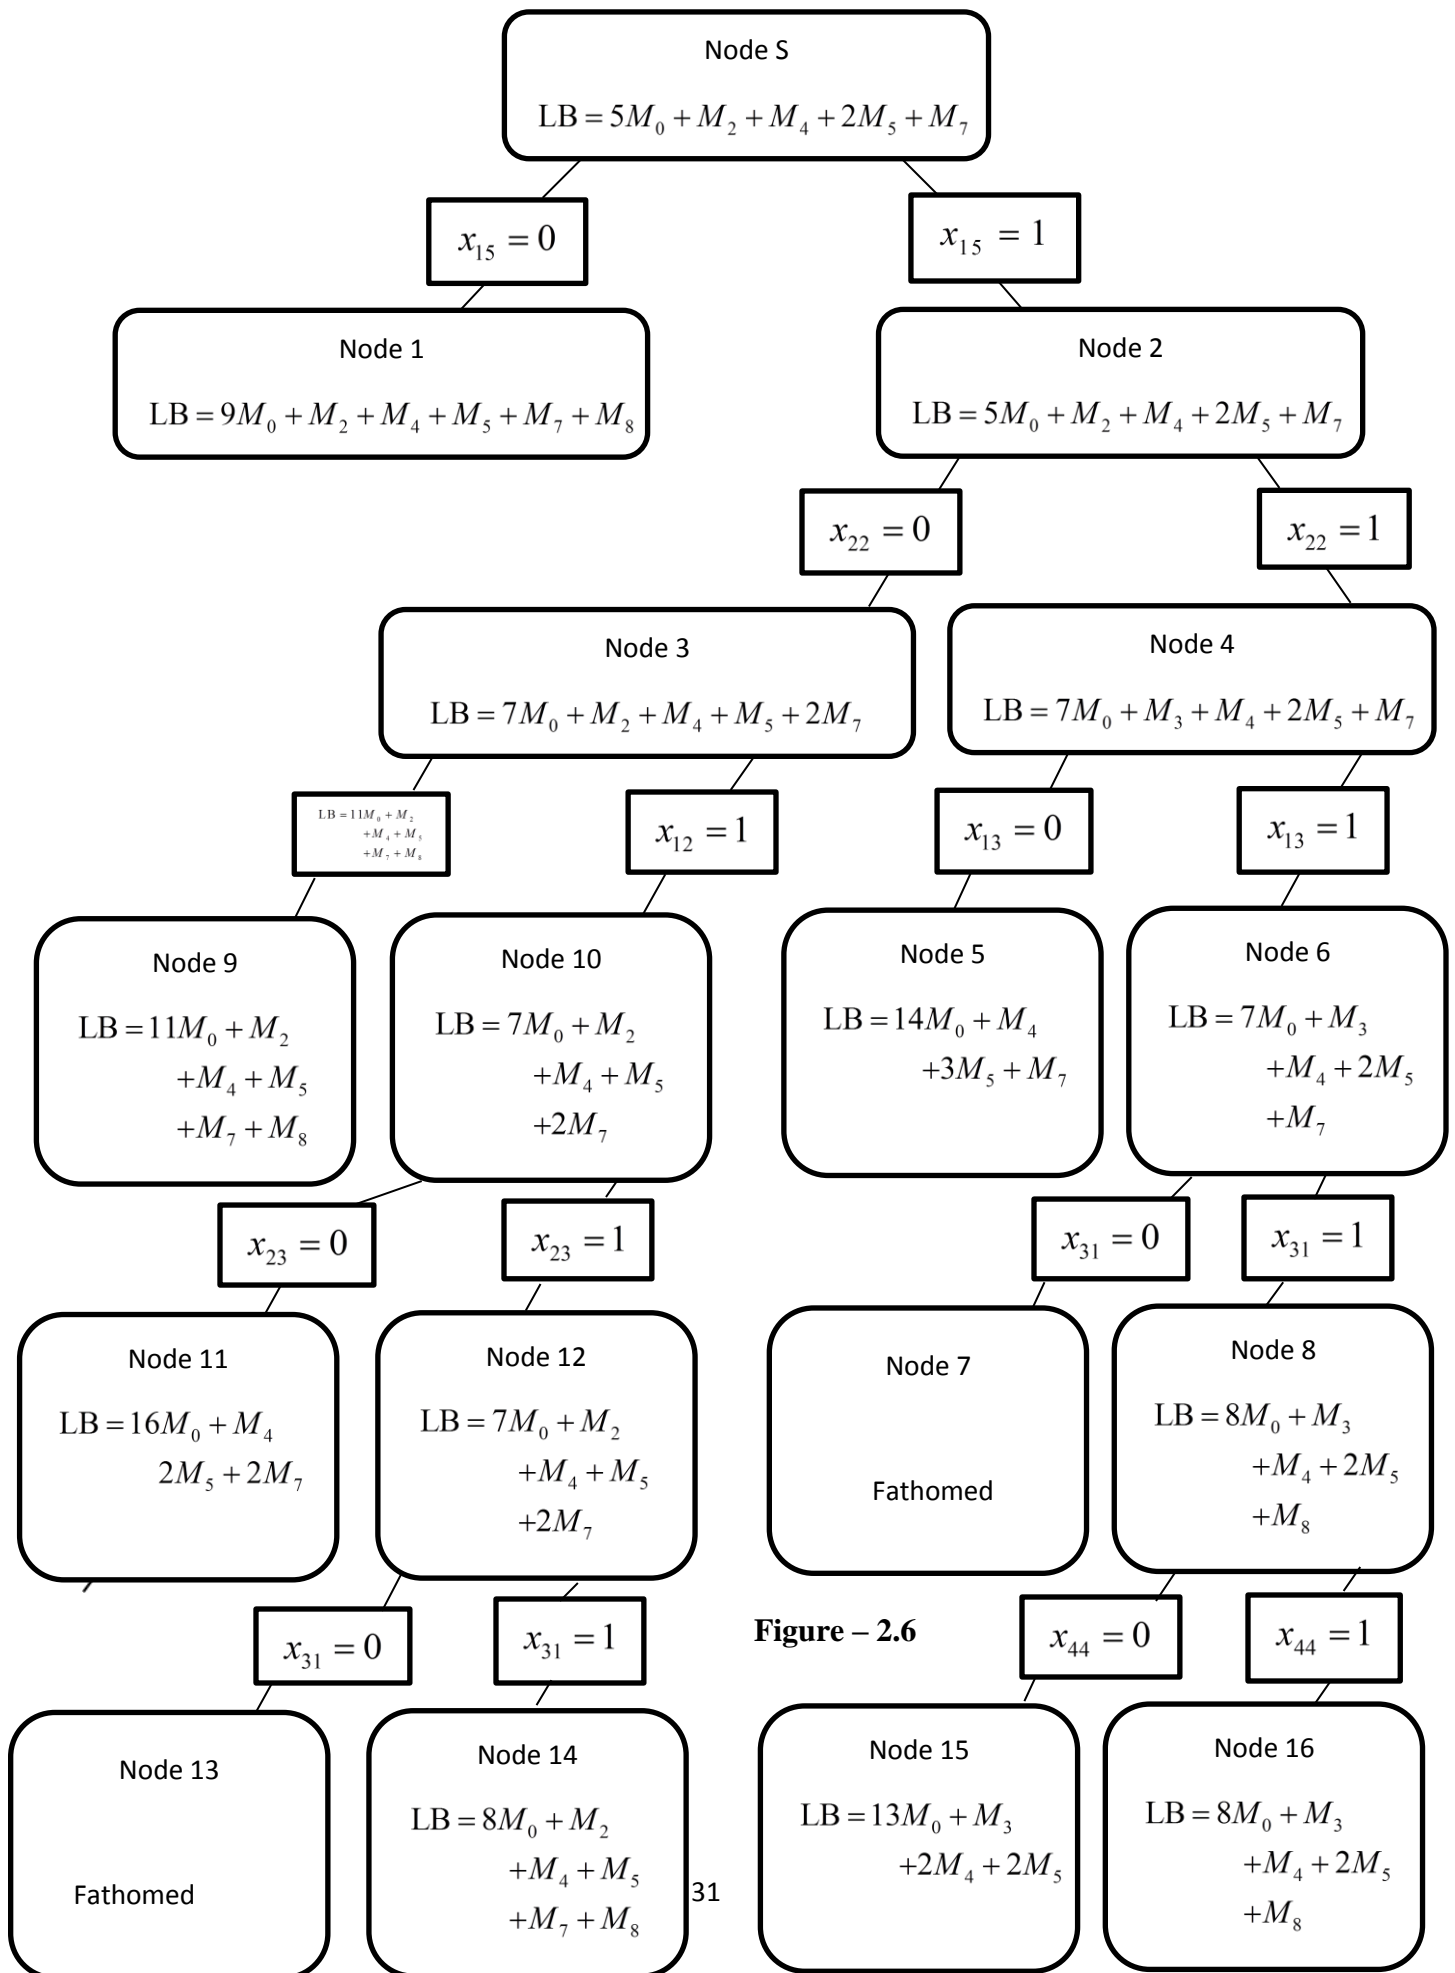 Node S
LB = 5M₀ + M₂ + M₄ + 2M₅ + M₇
x₁₅ = 0
x₁₅ = 1
Node 1
LB = 9M₀ + M₂ + M₄ + M₅ + M₇ + M₈
Node 2
LB = 5M₀ + M₂ + M₄ + 2M₅ + M₇
x₂₂ = 0
x₂₂ = 1
Node 3
LB = 7M₀ + M₂ + M₄ + M₅ + 2M₇
Node 4
LB = 7M₀ + M₃ + M₄ + 2M₅ + M₇
LB = 11M₀ + M₂
+M₄ + M₅
+M₇ + M₈
x₁₂ = 1
x₁₃ = 0
x₁₃ = 1
Node 9
LB = 11M₀ + M₂
+M₄ + M₅
+M₇ + M₈
Node 10
LB = 7M₀ + M₂
+M₄ + M₅
+2M₇
Node 5
LB = 14M₀ + M₄
+3M₅ + M₇
Node 6
LB = 7M₀ + M₃
+M₄ + 2M₅
+M₇
x₂₃ = 0
x₂₃ = 1
x₃₁ = 0
x₃₁ = 1
Node 11
LB = 16M₀ + M₄
2M₅ + 2M₇
Node 12
LB = 7M₀ + M₂
+M₄ + M₅
+2M₇
Node 7
Fathomed
Node 8
LB = 8M₀ + M₃
+M₄ + 2M₅
+M₈
x₃₁ = 0
x₃₁ = 1
Figure – 2.6
x₄₄ = 0
x₄₄ = 1
Node 13
Fathomed
Node 14
LB = 8M₀ + M₂
+M₄ + M₅
+M₇ + M₈
31
Node 15
LB = 13M₀ + M₃
+2M₄ + 2M₅
Node 16
LB = 8M₀ + M₃
+M₄ + 2M₅
+M₈